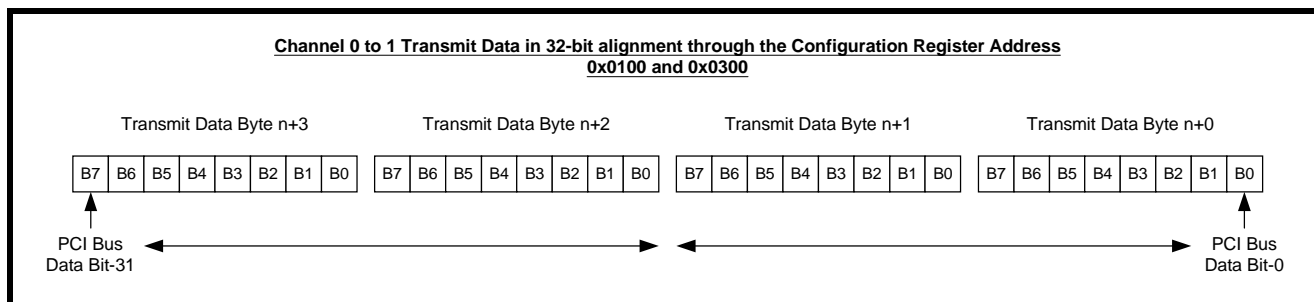 Channel 0 to 1 Transmit Data in 32-bit alignment through the Configuration Register Address
0x0100 and 0x0300
Transmit Data Byte n+3 Transmit Data Byte n+2 Transmit Data Byte n+1 Transmit Data Byte n+0
B7 B6 B5 B4 B3 B2 B1 B0 B7 B6 B5 B4 B3 B2 B1 B0 B7 B6 B5 B4 B3 B2 B1 B0 B7 B6 B5 B4 B3 B2 B1 B0
PCI Bus
Data Bit-31
PCI Bus
Data Bit-0